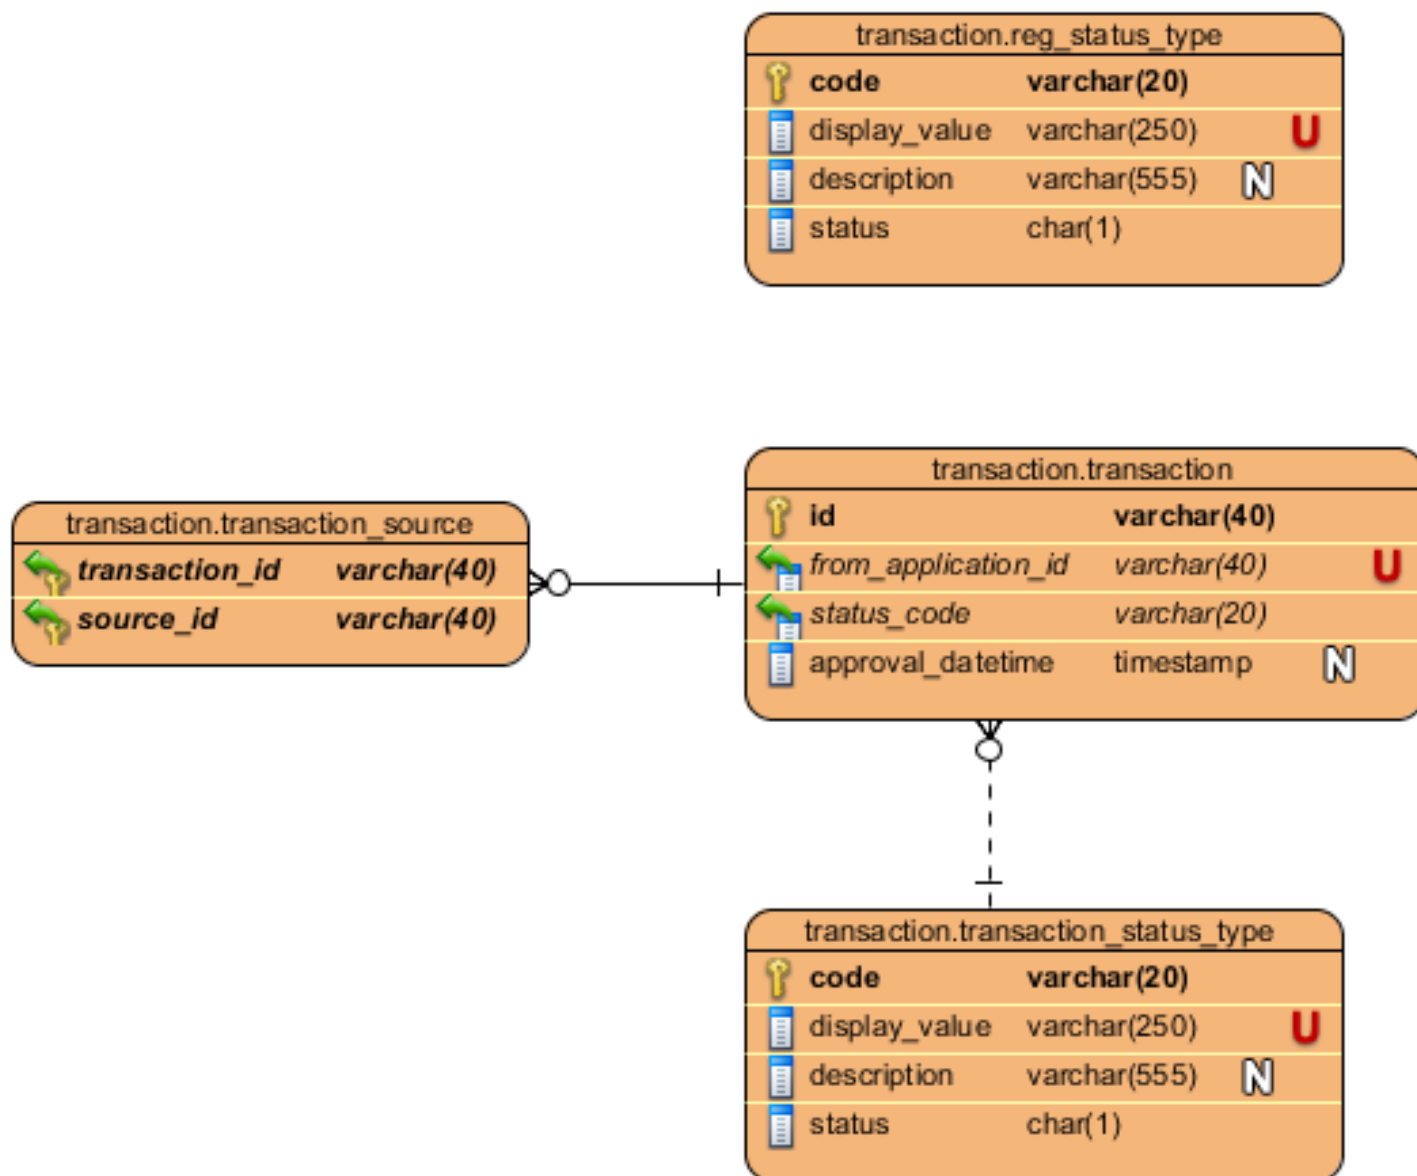 transaction.reg_status_type
code varchar(20)
display_value varchar(250) U
description varchar(555) N
status char(1)
transaction.transaction_source
transaction_id varchar(40)
source_id varchar(40)
transaction.transaction
id varchar(40)
from_application_id varchar(40) U
status_code varchar(20)
approval_datetime timestamp N
transaction.transaction_status_type
code varchar(20)
display_value varchar(250) U
description varchar(555) N
status char(1)